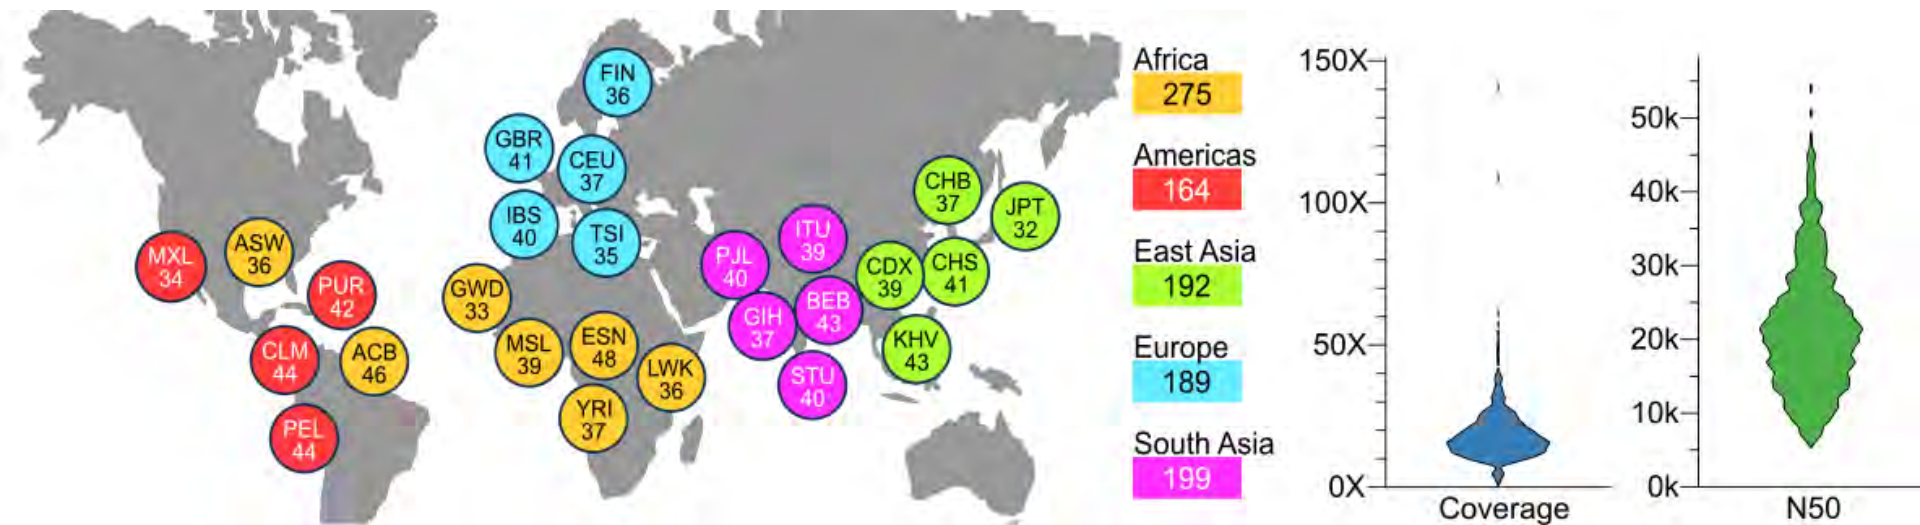 FIN
36
GBR
41
CEU
37
IBS
40
TSI
35
MXL
34
ASW
36
PUR
42
CLM
44
ACB
46
PEL
44
GWD
33
MSL
39
ESN
48
LWK
36
YRI
37
PJL
40
ITU
39
GIH
37
BEB
43
STU
40
CDX
39
CHB
37
JPT
32
CHS
41
KHV
43
Africa
275
Americas
164
East Asia
192
Europe
189
South Asia
199
150X
100X
50X
0X
Coverage
50k
40k
30k
20k
10k
0k
N50